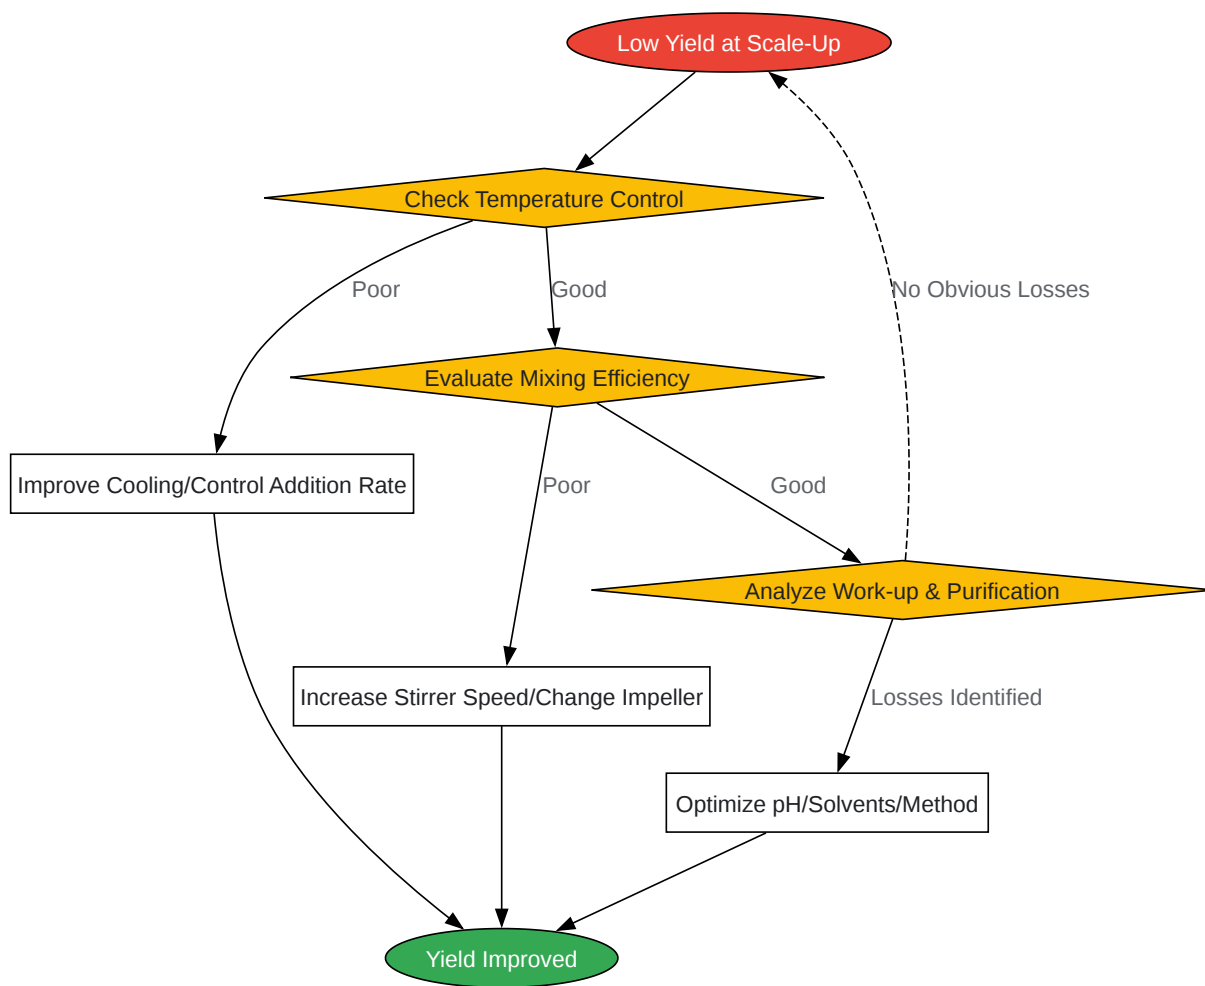 Low Yield at Scale-Up
Check Temperature Control
Poor
Good
No Obvious Losses
Evaluate Mixing Efficiency
Improve Cooling/Control Addition Rate
Poor
Good
Analyze Work-up & Purification
Increase Stirrer Speed/Change Impeller
Losses Identified
Optimize pH/Solvents/Method
Yield Improved